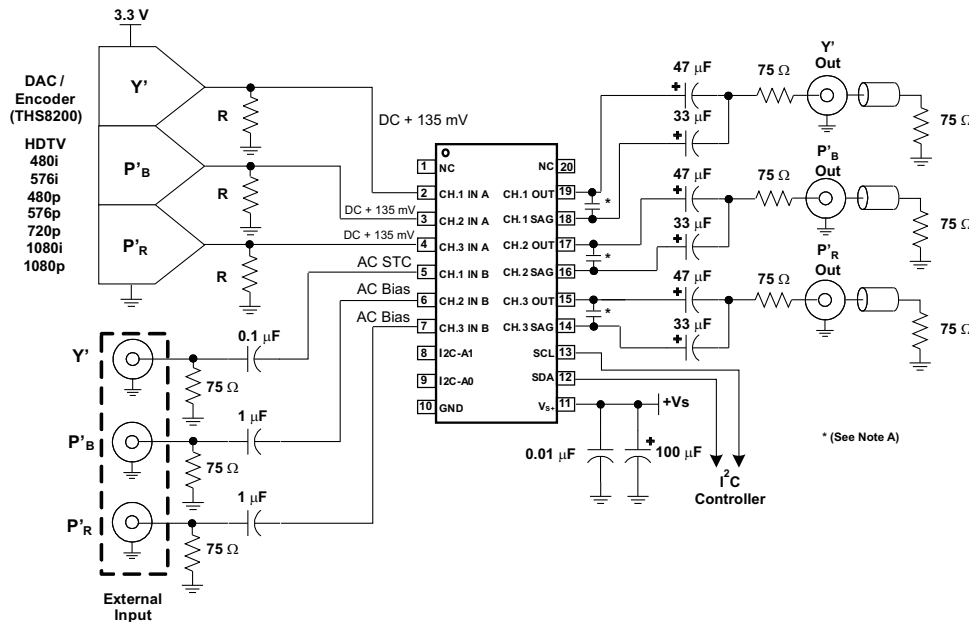 3.3 V
DAC /
Encoder
(THS8200)
HDTV
480i
576i
480p
576p
720p
1080i
1080p
Y'
P'B
P'R
R
R
R
DC + 135 mV
DC + 135 mV
DC + 135 mV
AC STC
AC Bias
AC Bias
0.1 µF
1 µF
1 µF
Y'
P'B
P'R
75 Ω
75 Ω
75 Ω
External
Input
1 NC
2 CH.1 IN A
3 CH.2 IN A
4 CH.3 IN A
5 CH.1 IN B
6 CH.2 IN B
7 CH.3 IN B
8 I2C-A1
9 I2C-A0
10 GND
NC 20
CH.1 OUT 19
CH.1 SAG 18
CH.2 OUT 17
CH.2 SAG 16
CH.3 OUT 15
CH.3 SAG 14
SCL 13
SDA 12
VS+ 11
*
*
*
47 µF
+
33 µF
+
75 Ω
Y'
Out
75 Ω
47 µF
+
33 µF
+
75 Ω
P'B
Out
75 Ω
47 µF
+
33 µF
+
75 Ω
P'R
Out
75 Ω
+Vs
0.01 µF
+
100 µF
I²C
Controller
* (See Note A)